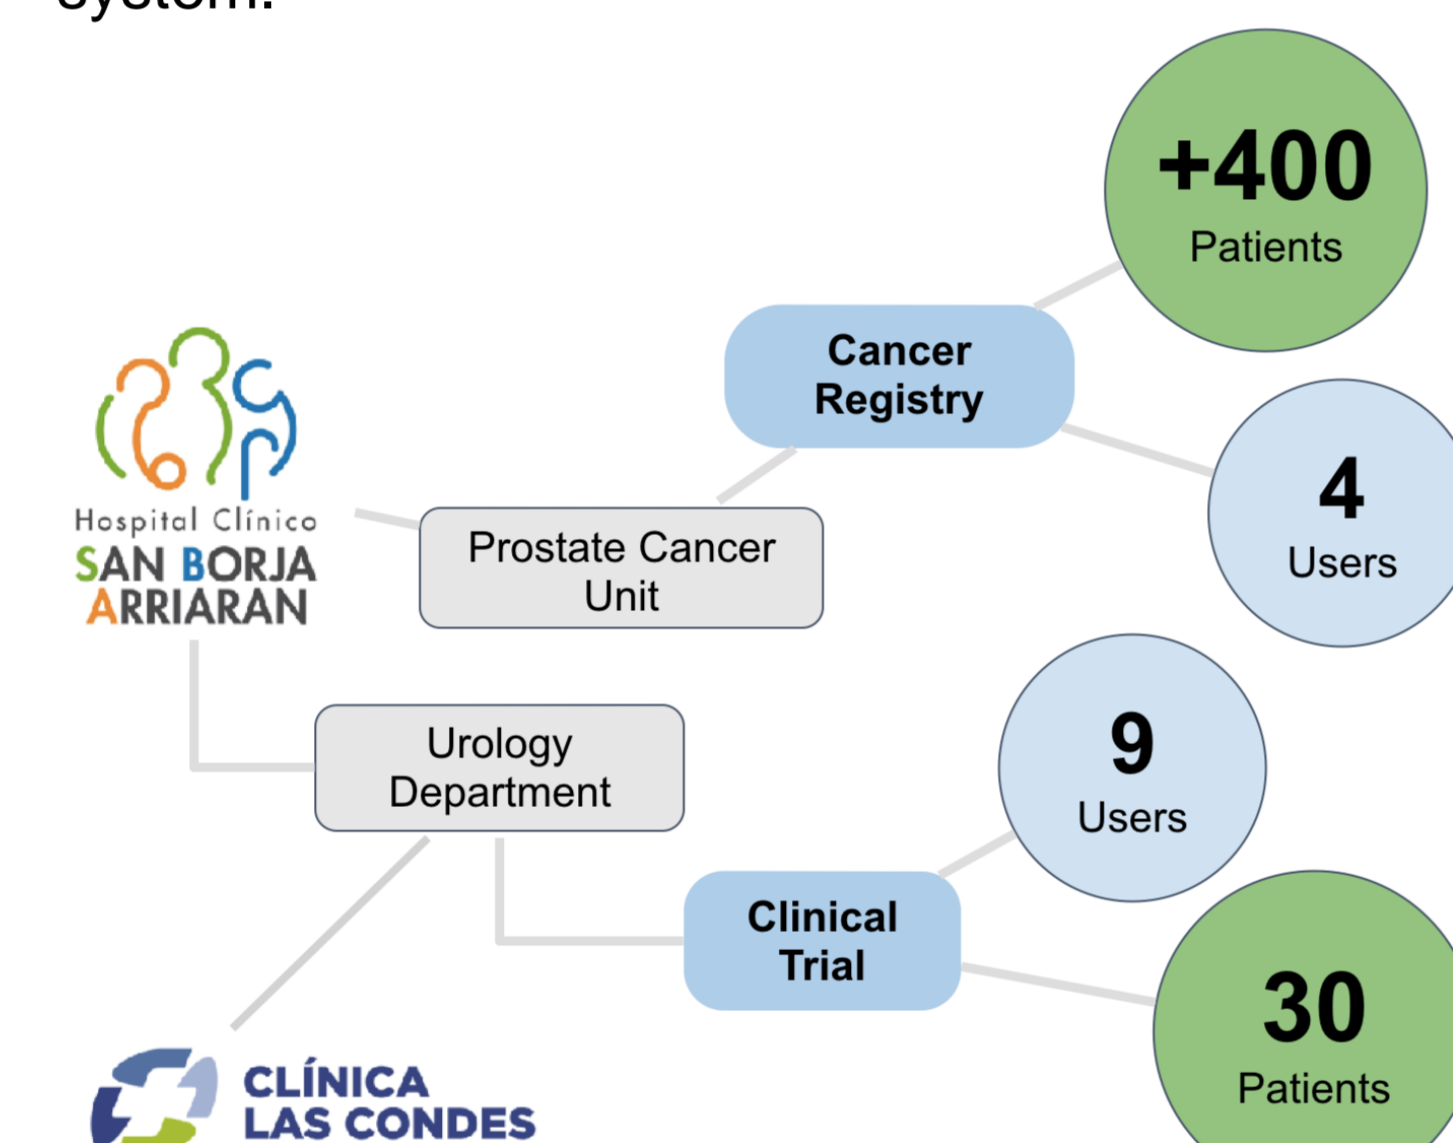 system.
+400
Patients
Cancer
Registry
4
Users
Hospital Clínico
SAN BORJA
ARRIARAN
Prostate Cancer
Unit
9
Users
Urology
Department
Clinical
Trial
30
Patients
CLÍNICA
LAS CONDES